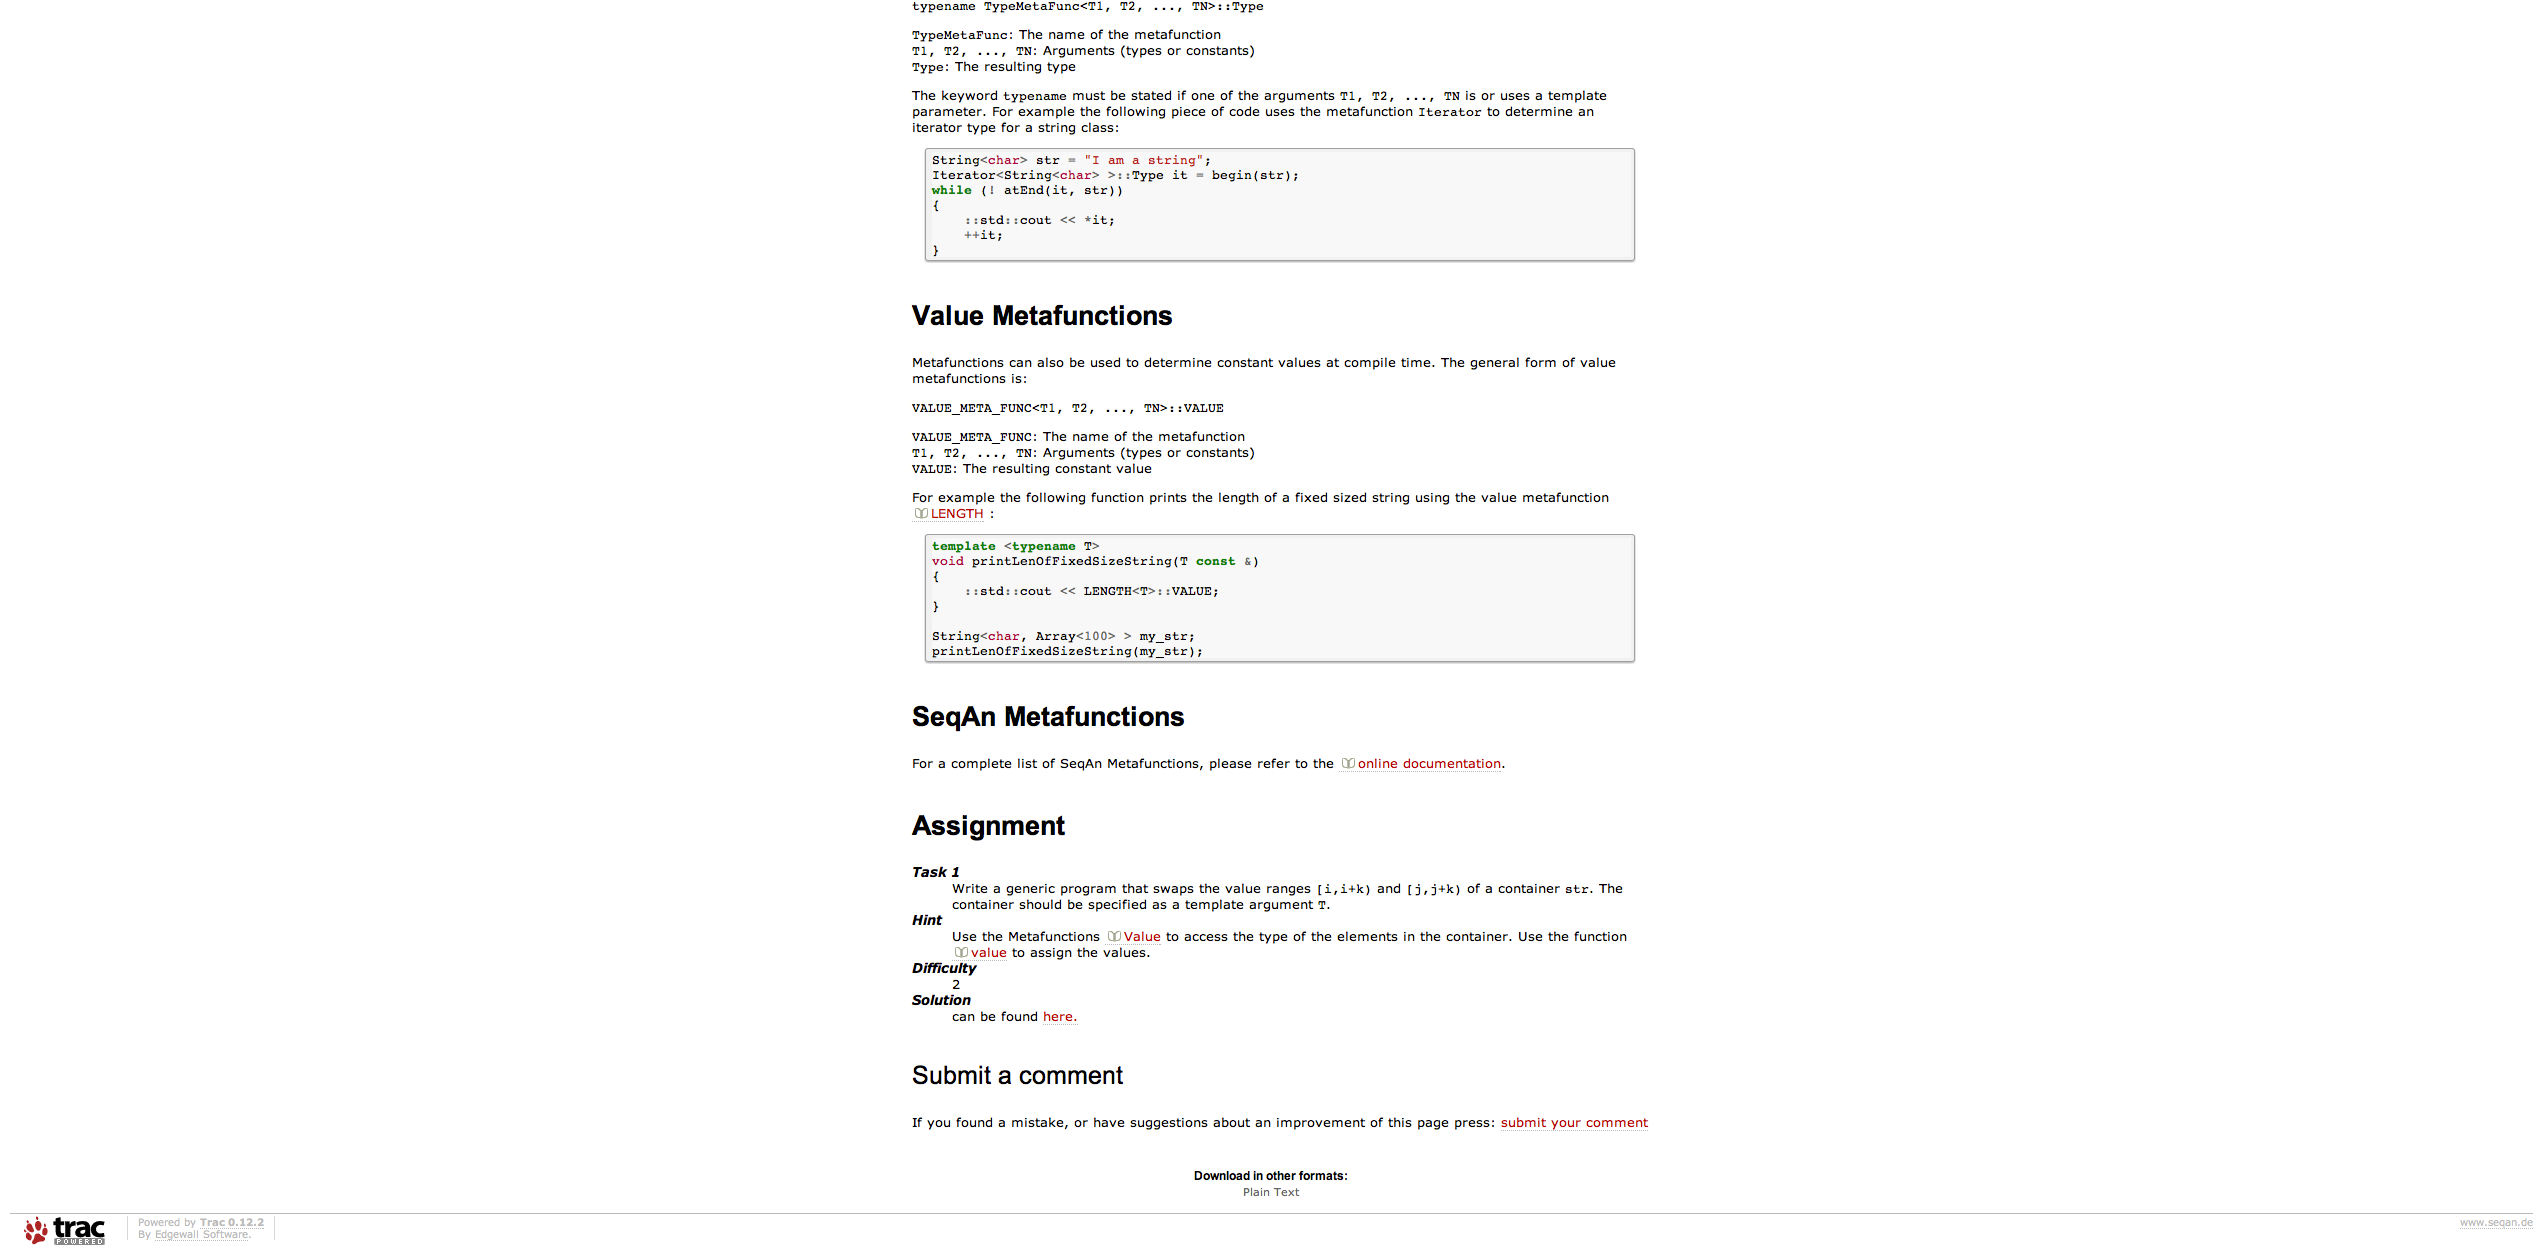 typename TypeMetaFunc<T1, T2, ..., TN>::Type
TypeMetaFunc: The name of the metafunction
T1, T2, ..., TN: Arguments (types or constants)
Type: The resulting type
The keyword typename must be stated if one of the arguments T1, T2, ..., TN is or uses a template
parameter. For example the following piece of code uses the metafunction Iterator to determine an
iterator type for a string class:
String<char> str = "I am a string";
Iterator<String<char> >::Type it = begin(str);
while (! atEnd(it, str))
{
    ::std::cout << *it;
    ++it;
}
Value Metafunctions
Metafunctions can also be used to determine constant values at compile time. The general form of value
metafunctions is:
VALUE_META_FUNC<T1, T2, ..., TN>::VALUE
VALUE_META_FUNC: The name of the metafunction
T1, T2, ..., TN: Arguments (types or constants)
VALUE: The resulting constant value
For example the following function prints the length of a fixed sized string using the value metafunction
LENGTH :
template <typename T>
void printLenOfFixedSizeString(T const &)
{
    ::std::cout << LENGTH<T>::VALUE;
}
String<char, Array<100> > my_str;
printLenOfFixedSizeString(my_str);
SeqAn Metafunctions
For a complete list of SeqAn Metafunctions, please refer to the online documentation.
Assignment
Task 1
Write a generic program that swaps the value ranges [i,i+k) and [j,j+k) of a container str. The
container should be specified as a template argument T.
Hint
Use the Metafunctions Value to access the type of the elements in the container. Use the function
value to assign the values.
Difficulty
2
Solution
can be found here.
Submit a comment
If you found a mistake, or have suggestions about an improvement of this page press: submit your comment
Download in other formats:
Plain Text
trac
POWERED
Powered by Trac 0.12.2
By Edgewall Software.
www.seqan.de